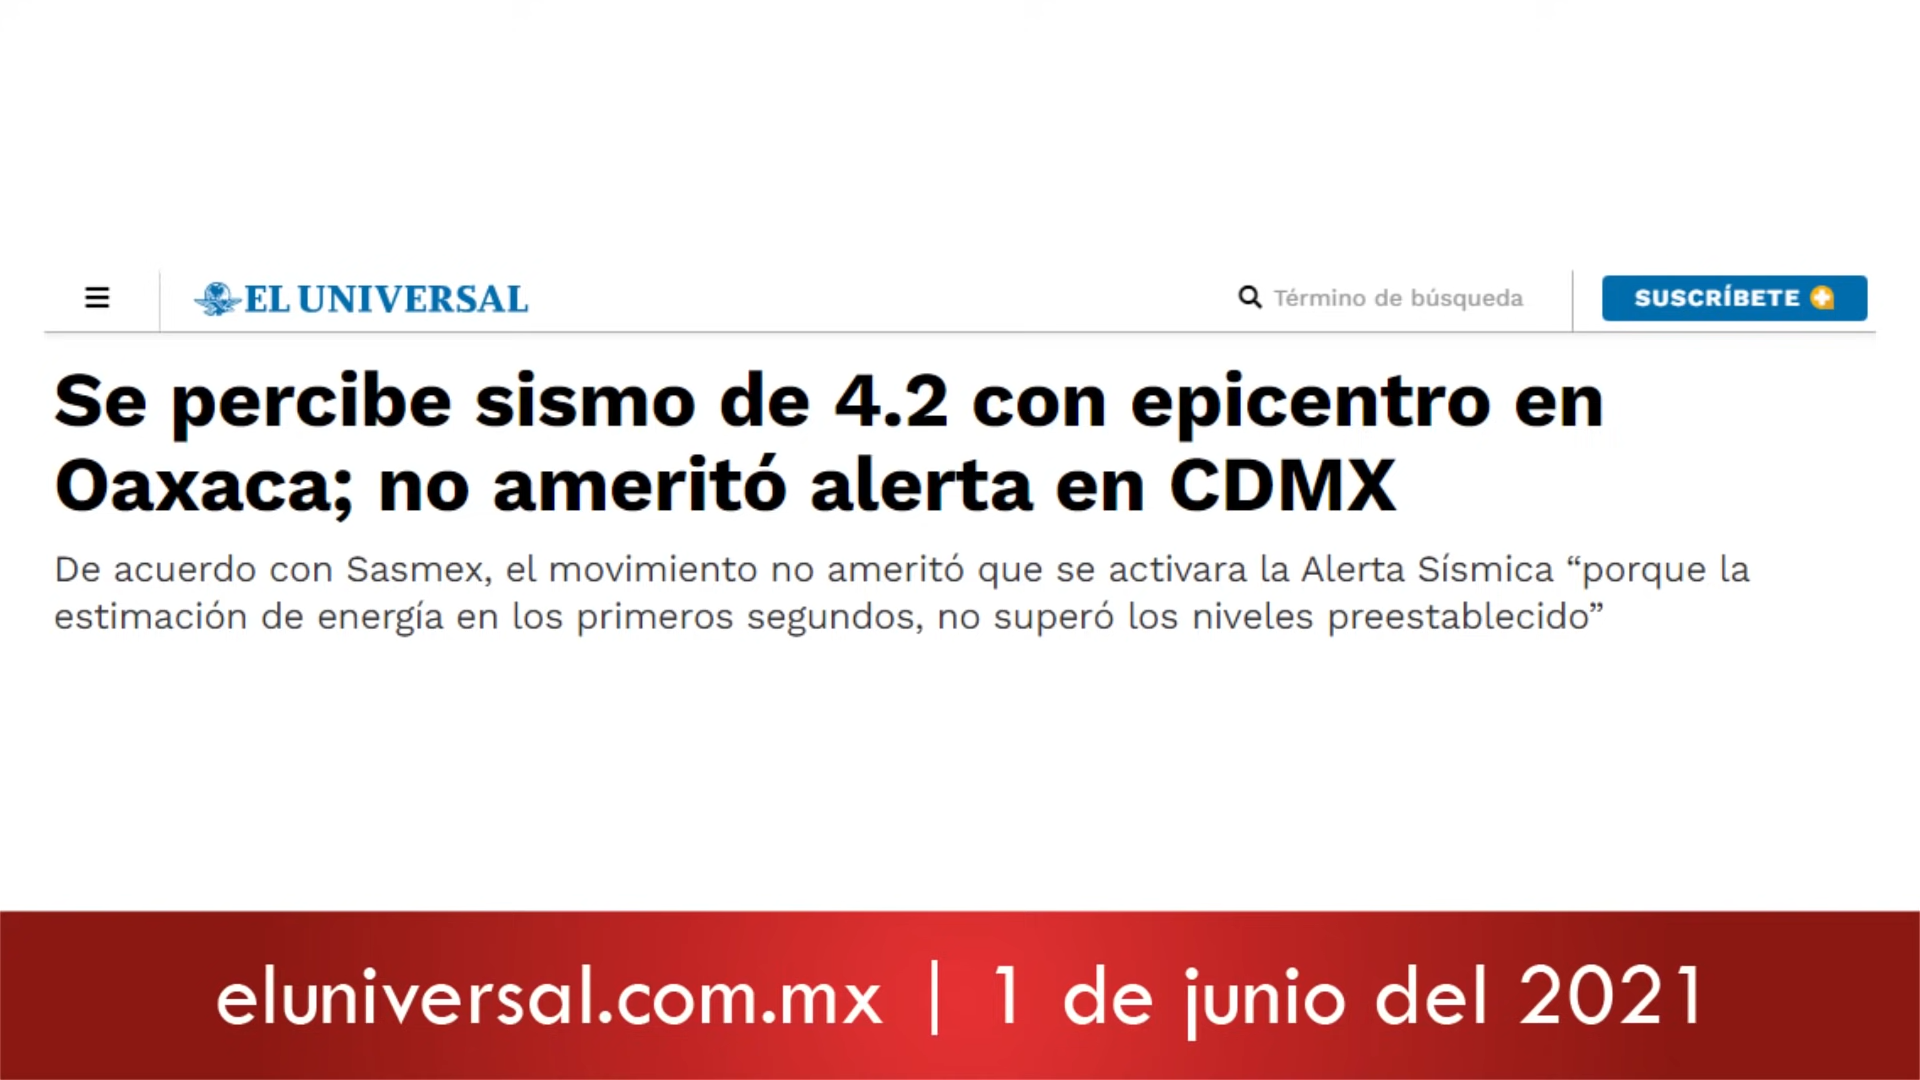 EL UNIVERSAL
Término de búsqueda
SUSCRÍBETE
Se percibe sismo de 4.2 con epicentro en
Oaxaca; no ameritó alerta en CDMX
De acuerdo con Sasmex, el movimiento no ameritó que se activara la Alerta Sísmica “porque la
estimación de energía en los primeros segundos, no superó los niveles preestablecido”
eluniversal.com.mx | 1 de junio del 2021